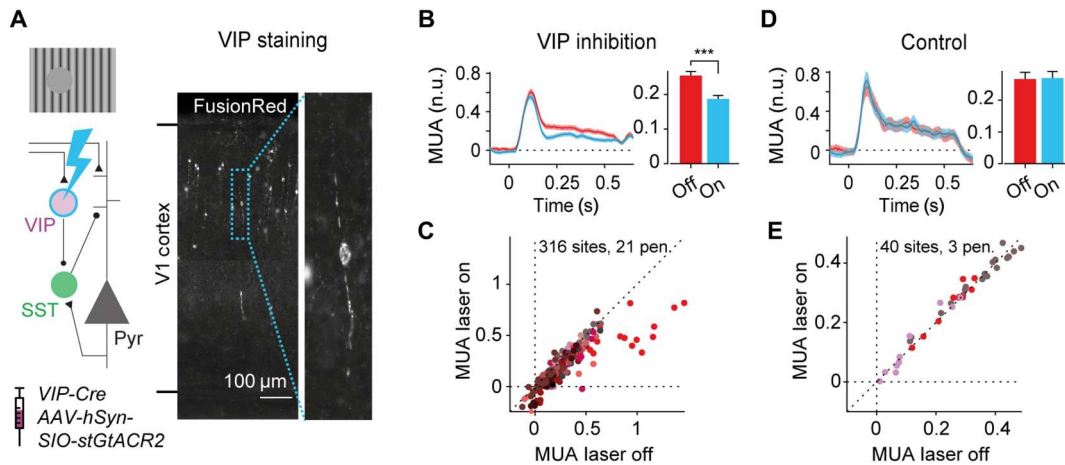 A
VIP staining
FusionRed
V1 cortex
100 µm
VIP
SST
Pyr
VIP-Cre
AAV-hSyn-
SIO-stGtACR2
B
VIP inhibition
MUA (n.u.)
0.8
0.4
0
0
0.25
0.5
Time (s)
***
0.2
0.1
0
Off
On
D
Control
MUA (n.u.)
0.8
0.4
0
0
0.25
0.5
Time (s)
0.2
0.1
0
Off
On
C
316 sites, 21 pen.
MUA laser on
1
0.5
0
0
0.5
1
MUA laser off
E
40 sites, 3 pen.
MUA laser on
0.4
0.2
0
0
0.2
0.4
MUA laser off